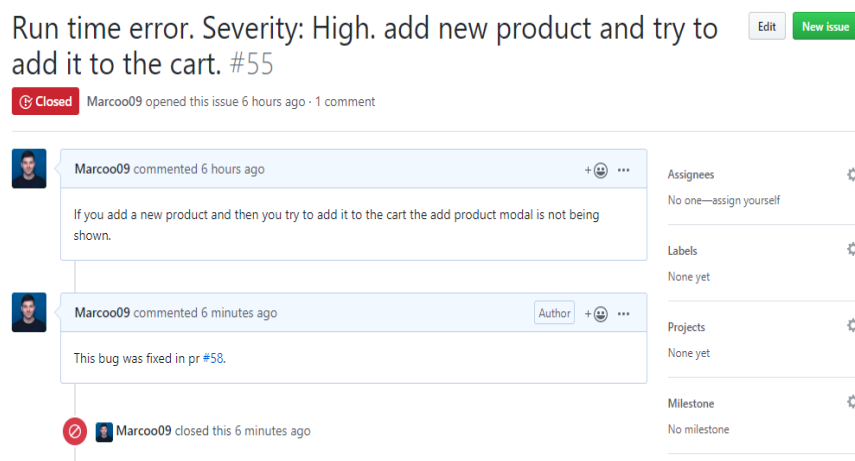 Run time error. Severity: High. add new product and try to
add it to the cart. #55
Edit
New issue
Closed
Marcoo09 opened this issue 6 hours ago · 1 comment
Marcoo09 commented 6 hours ago
If you add a new product and then you try to add it to the cart the add product modal is not being
shown.
Marcoo09 commented 6 minutes ago
Author
This bug was fixed in pr #58.
Marcoo09 closed this 6 minutes ago
Assignees
No one—assign yourself
Labels
None yet
Projects
None yet
Milestone
No milestone